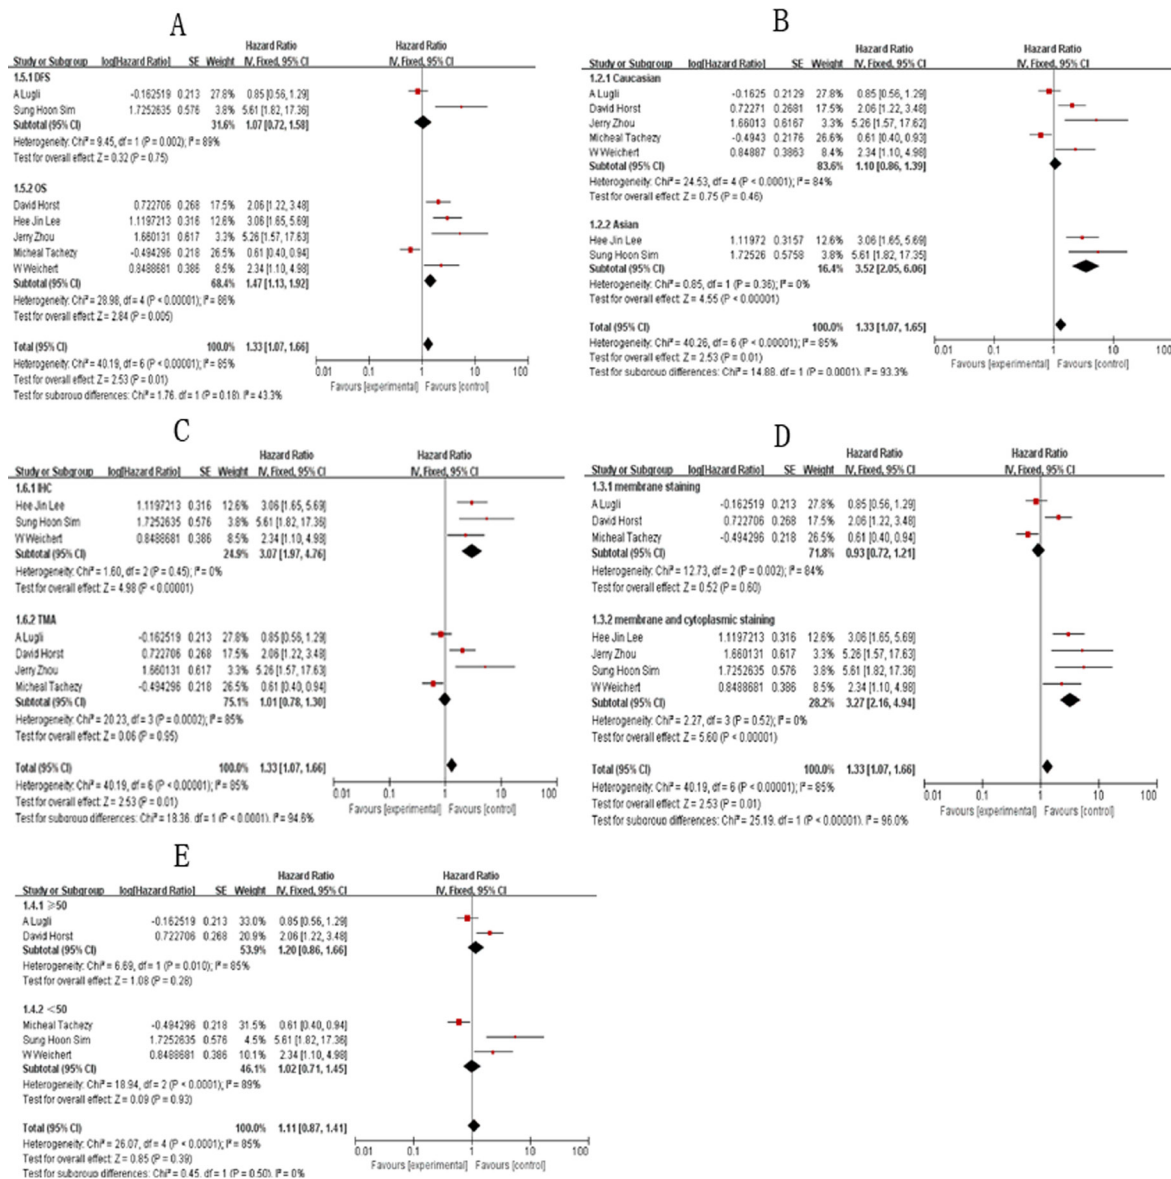 A
Hazard Ratio Hazard Ratio
Study or Subgroup log[Hazard Ratio] SE Weight IV, Fixed, 95% CI IV, Fixed, 95% CI
1.5.1 DFS
A Lugli -0.162519 0.213 27.8% 0.85 [0.56, 1.29]
Sung Hoon Sim 1.7252635 0.576 3.8% 5.61 [1.82, 17.36]
Subtotal (95% CI) 31.6% 1.07 [0.72, 1.58]
Heterogeneity: Chi² = 9.45, df = 1 (P = 0.002); I² = 89%
Test for overall effect: Z = 0.32 (P = 0.75)
1.5.2 OS
David Horst 0.722706 0.268 17.5% 2.06 [1.22, 3.48]
Hee Jin Lee 1.1197213 0.316 12.6% 3.06 [1.65, 5.69]
Jerry Zhou 1.660131 0.617 3.3% 5.26 [1.57, 17.63]
Micheal Tachezy -0.494296 0.218 26.5% 0.61 [0.40, 0.94]
W Weichert 0.8488681 0.386 8.5% 2.34 [1.10, 4.98]
Subtotal (95% CI) 68.4% 1.47 [1.13, 1.92]
Heterogeneity: Chi² = 28.98, df = 4 (P < 0.00001); I² = 86%
Test for overall effect: Z = 2.84 (P = 0.005)
Total (95% CI) 100.0% 1.33 [1.07, 1.66]
Heterogeneity: Chi² = 40.19, df = 6 (P < 0.00001); I² = 85%
Test for overall effect: Z = 2.53 (P = 0.01)
Test for subgroup differences: Chi² = 1.76, df = 1 (P = 0.18), I² = 43.3%
0.01 0.1 1 10 100
Favours [experimental] Favours [control]
B
Hazard Ratio Hazard Ratio
Study or Subgroup log[Hazard Ratio] SE Weight IV, Fixed, 95% CI IV, Fixed, 95% CI
1.2.1 Caucasian
A Lugli -0.1625 0.2129 27.8% 0.85 [0.56, 1.29]
David Horst 0.72271 0.2681 17.5% 2.06 [1.22, 3.48]
Jerry Zhou 1.66013 0.6167 3.3% 5.26 [1.57, 17.62]
Micheal Tachezy -0.4943 0.2176 26.6% 0.61 [0.40, 0.93]
W Weichert 0.84887 0.3863 8.4% 2.34 [1.10, 4.98]
Subtotal (95% CI) 83.6% 1.10 [0.86, 1.39]
Heterogeneity: Chi² = 24.53, df = 4 (P < 0.0001); I² = 84%
Test for overall effect: Z = 0.75 (P = 0.46)
1.2.2 Asian
Hee Jin Lee 1.11972 0.3157 12.6% 3.06 [1.65, 5.69]
Sung Hoon Sim 1.72526 0.5758 3.8% 5.61 [1.82, 17.35]
Subtotal (95% CI) 16.4% 3.52 [2.05, 6.06]
Heterogeneity: Chi² = 0.85, df = 1 (P = 0.36); I² = 0%
Test for overall effect: Z = 4.55 (P < 0.00001)
Total (95% CI) 100.0% 1.33 [1.07, 1.65]
Heterogeneity: Chi² = 40.26, df = 6 (P < 0.00001); I² = 85%
Test for overall effect: Z = 2.53 (P = 0.01)
Test for subgroup differences: Chi² = 14.88, df = 1 (P = 0.0001), I² = 93.3%
0.01 0.1 1 10 100
Favours [experimental] Favours [control]
C
Hazard Ratio Hazard Ratio
Study or Subgroup log[Hazard Ratio] SE Weight IV, Fixed, 95% CI IV, Fixed, 95% CI
1.6.1 IHC
Hee Jin Lee 1.1197213 0.316 12.6% 3.06 [1.65, 5.69]
Sung Hoon Sim 1.7252635 0.576 3.8% 5.61 [1.82, 17.36]
W Weichert 0.8488681 0.386 8.5% 2.34 [1.10, 4.98]
Subtotal (95% CI) 24.9% 3.07 [1.97, 4.76]
Heterogeneity: Chi² = 1.60, df = 2 (P = 0.45); I² = 0%
Test for overall effect: Z = 4.98 (P < 0.00001)
1.6.2 TMA
A Lugli -0.162519 0.213 27.8% 0.85 [0.56, 1.29]
David Horst 0.722706 0.268 17.5% 2.06 [1.22, 3.48]
Jerry Zhou 1.660131 0.617 3.3% 5.26 [1.57, 17.63]
Micheal Tachezy -0.494296 0.218 26.5% 0.61 [0.40, 0.94]
Subtotal (95% CI) 75.1% 1.01 [0.78, 1.30]
Heterogeneity: Chi² = 20.23, df = 3 (P = 0.0002); I² = 85%
Test for overall effect: Z = 0.06 (P = 0.95)
Total (95% CI) 100.0% 1.33 [1.07, 1.66]
Heterogeneity: Chi² = 40.19, df = 6 (P < 0.00001); I² = 85%
Test for overall effect: Z = 2.53 (P = 0.01)
Test for subgroup differences: Chi² = 18.36, df = 1 (P < 0.0001), I² = 94.6%
0.01 0.1 1 10 100
Favours [experimental] Favours [control]
D
Hazard Ratio Hazard Ratio
Study or Subgroup log[Hazard Ratio] SE Weight IV, Fixed, 95% CI IV, Fixed, 95% CI
1.3.1 membrane staining
A Lugli -0.162519 0.213 27.8% 0.85 [0.56, 1.29]
David Horst 0.722706 0.268 17.5% 2.06 [1.22, 3.48]
Micheal Tachezy -0.494296 0.218 26.5% 0.61 [0.40, 0.94]
Subtotal (95% CI) 71.8% 0.93 [0.72, 1.21]
Heterogeneity: Chi² = 12.73, df = 2 (P = 0.002); I² = 84%
Test for overall effect: Z = 0.52 (P = 0.60)
1.3.2 membrane and cytoplasmic staining
Hee Jin Lee 1.1197213 0.316 12.6% 3.06 [1.65, 5.69]
Jerry Zhou 1.660131 0.617 3.3% 5.26 [1.57, 17.63]
Sung Hoon Sim 1.7252635 0.576 3.8% 5.61 [1.82, 17.36]
W Weichert 0.8488681 0.386 8.5% 2.34 [1.10, 4.98]
Subtotal (95% CI) 28.2% 3.27 [2.16, 4.94]
Heterogeneity: Chi² = 2.27, df = 3 (P = 0.52); I² = 0%
Test for overall effect: Z = 5.60 (P < 0.00001)
Total (95% CI) 100.0% 1.33 [1.07, 1.66]
Heterogeneity: Chi² = 40.19, df = 6 (P < 0.00001); I² = 85%
Test for overall effect: Z = 2.53 (P = 0.01)
Test for subgroup differences: Chi² = 25.19, df = 1 (P < 0.00001), I² = 96.0%
0.01 0.1 1 10 100
Favours [experimental] Favours [control]
E
Hazard Ratio Hazard Ratio
Study or Subgroup log[Hazard Ratio] SE Weight IV, Fixed, 95% CI IV, Fixed, 95% CI
1.4.1 ≥50
A Lugli -0.162519 0.213 33.0% 0.85 [0.56, 1.29]
David Horst 0.722706 0.268 20.9% 2.06 [1.22, 3.48]
Subtotal (95% CI) 53.9% 1.20 [0.86, 1.66]
Heterogeneity: Chi² = 6.69, df = 1 (P = 0.010); I² = 85%
Test for overall effect: Z = 1.08 (P = 0.28)
1.4.2 <50
Micheal Tachezy -0.494296 0.218 31.5% 0.61 [0.40, 0.94]
Sung Hoon Sim 1.7252635 0.576 4.5% 5.61 [1.82, 17.36]
W Weichert 0.8488681 0.386 10.1% 2.34 [1.10, 4.98]
Subtotal (95% CI) 46.1% 1.02 [0.71, 1.45]
Heterogeneity: Chi² = 18.94, df = 2 (P < 0.0001); I² = 89%
Test for overall effect: Z = 0.09 (P = 0.93)
Total (95% CI) 100.0% 1.11 [0.87, 1.41]
Heterogeneity: Chi² = 26.07, df = 4 (P < 0.0001); I² = 85%
Test for overall effect: Z = 0.85 (P = 0.39)
Test for subgroup differences: Chi² = 0.45, df = 1 (P = 0.50), I² = 0%
0.01 0.1 1 10 100
Favours [experimental] Favours [control]